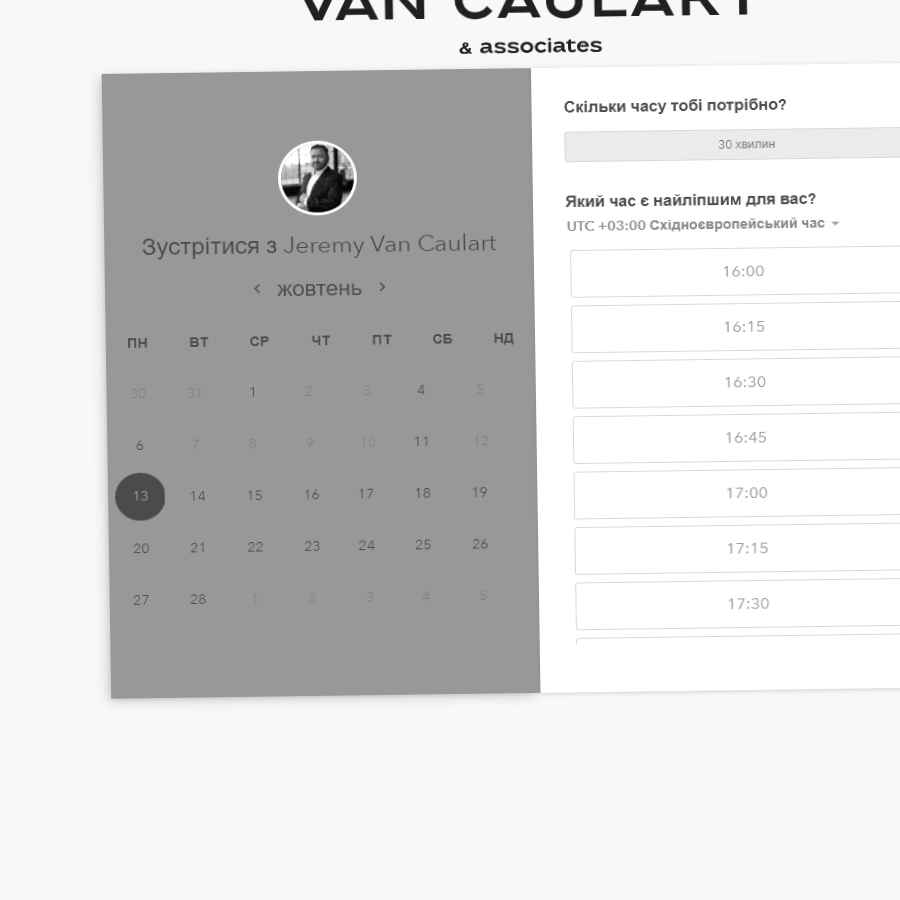 VAN CAULART
& associates
Зустрітися з Jeremy Van Caulart
жовтень
ПН ВТ СР ЧТ ПТ СБ НД
30 31 1 2 3 4 5
6 7 8 9 10 11 12
13 14 15 16 17 18 19
20 21 22 23 24 25 26
27 28 1 2 3 4 5
Скільки часу тобі потрібно?
30 хвилин
Який час є найліпшим для вас?
UTC +03:00 Східноєвропейський час
16:00
16:15
16:30
16:45
17:00
17:15
17:30